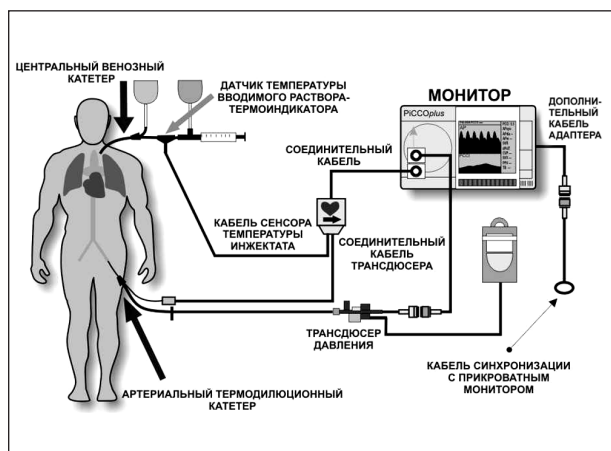 ЦЕНТРАЛЬНЫЙ ВЕНОЗНЫЙ
КАТЕТЕР
ДАТЧИК ТЕМПЕРАТУРЫ
ВВОДИМОГО РАСТВОРА-
ТЕРМОИНДИКАТОРА
МОНИТОР
ДОПОЛНИ-
ТЕЛЬНЫЙ
КАБЕЛЬ
АДАПТЕРА
PiCCOplus
СОЕДИНИТЕЛЬНЫЙ
КАБЕЛЬ
КАБЕЛЬ СЕНСОРА
ТЕМПЕРАТУРЫ
ИНЖЕКТАТА
СОЕДИНИТЕЛЬНЫЙ
КАБЕЛЬ
ТРАНСДЮСЕРА
ТРАНСДЮСЕР
ДАВЛЕНИЯ
КАБЕЛЬ СИНХРОНИЗАЦИИ
С ПРИКРОВАТНЫМ
МОНИТОРОМ
АРТЕРИАЛЬНЫЙ ТЕРМОДИЛЮЦИОННЫЙ
КАТЕТЕР